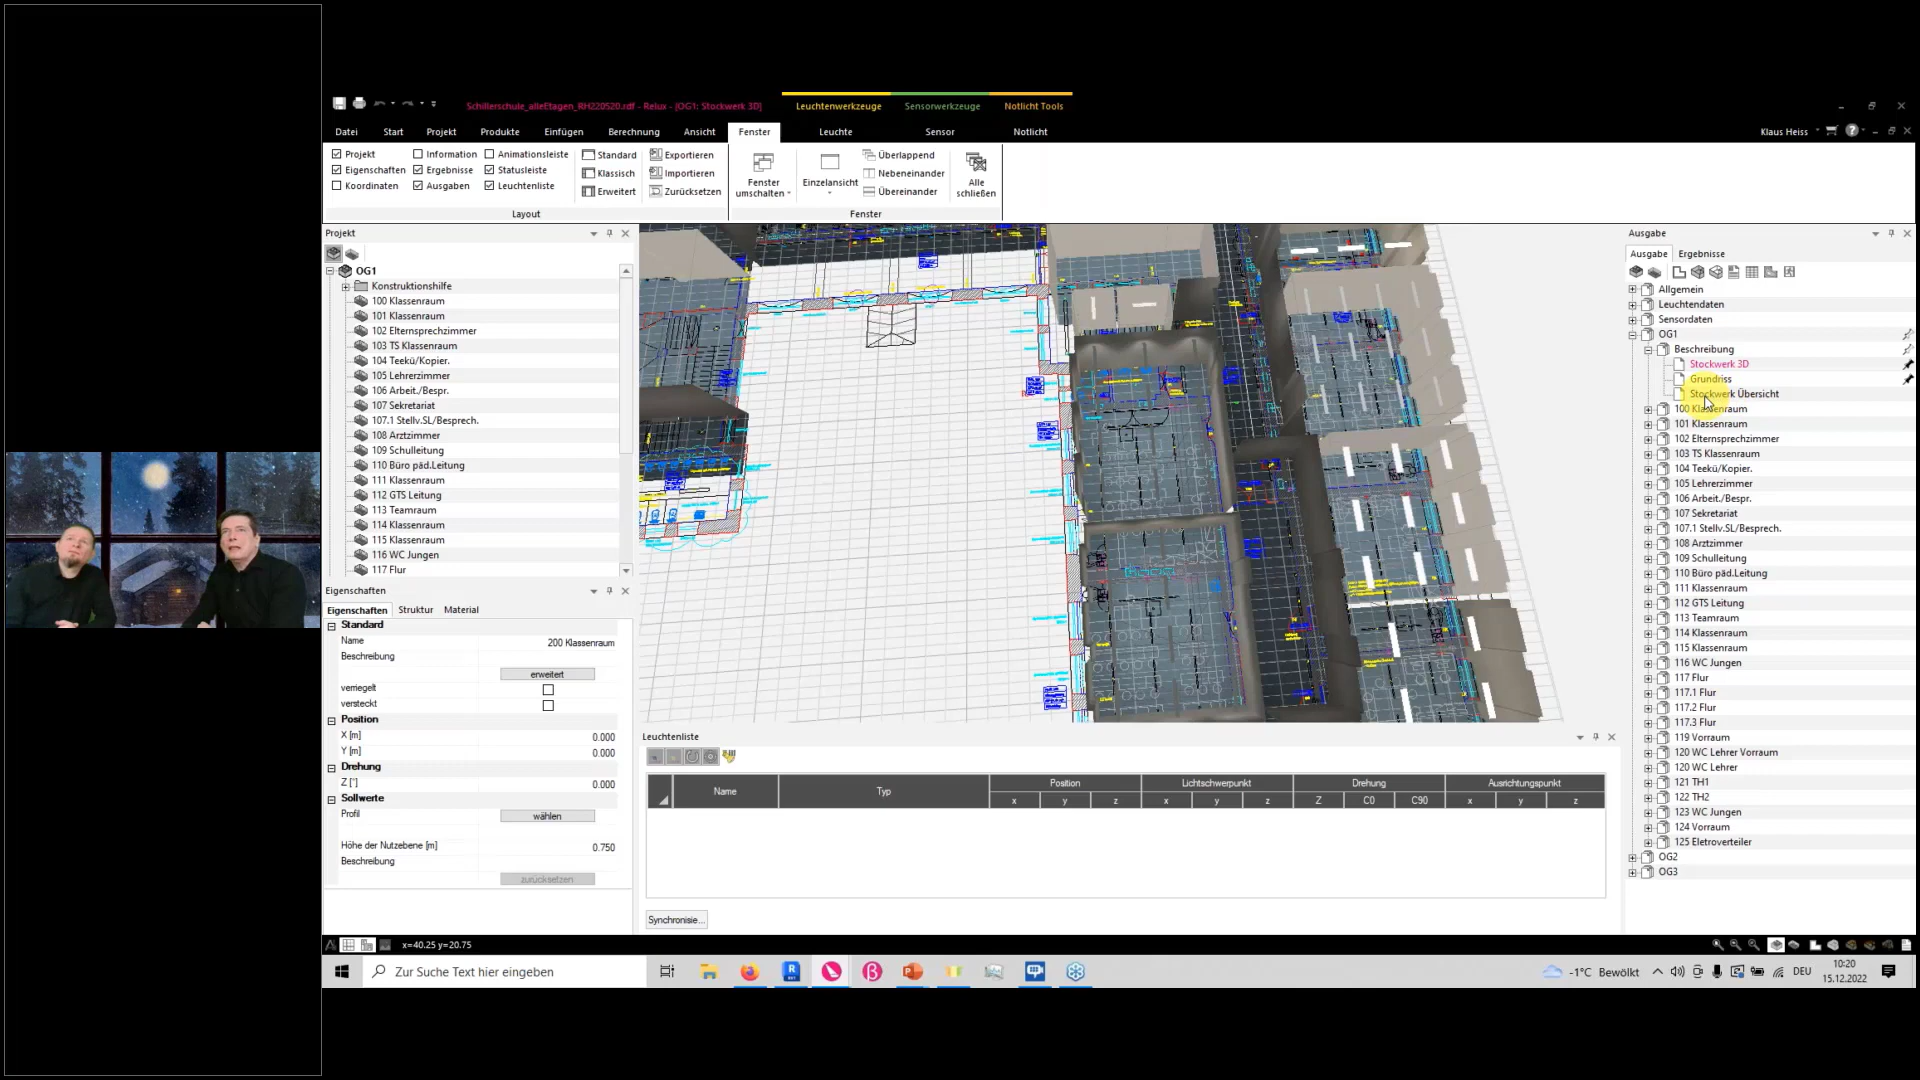 Schillerschule_alleEtagen_RH220520.rdf - Relux - [OG1: Stockwerk 3D]
Leuchtenwerkzeuge
Sensorwerkzeuge
Notlicht Tools
Datei
Start
Projekt
Produkte
Einfügen
Berechnung
Ansicht
Fenster
Leuchte
Sensor
Notlicht
Klaus Heiss
Projekt
Information
Animationsleiste
Eigenschaften
Ergebnisse
Statusleiste
Koordinaten
Ausgaben
Leuchtenliste
Standard
Klassisch
Erweitert
Exportieren
Importieren
Zurücksetzen
Layout
Fenster umschalten
Einzelansicht
Überlappend
Nebeneinander
Übereinander
Alle schließen
Fenster
Projekt
OG1
Konstruktionshilfe
100 Klassenraum
101 Klassenraum
102 Elternsprechzimmer
103 TS Klassenraum
104 Teekü/Kopier.
105 Lehrerzimmer
106 Arbeit./Bespr.
107 Sekretariat
107.1 Stellv.SL/Besprech.
108 Arztzimmer
109 Schulleitung
110 Büro päd.Leitung
111 Klassenraum
112 GTS Leitung
113 Teamraum
114 Klassenraum
115 Klassenraum
116 WC Jungen
117 Flur
Eigenschaften
Eigenschaften
Struktur
Material
Standard
Name
200 Klassenraum
Beschreibung
erweitert
verriegelt
versteckt
Position
X [m]
0.000
Y [m]
0.000
Drehung
Z [°]
0.000
Sollwerte
Profil
wählen
Höhe der Nutzebene [m]
0.750
Beschreibung
zurücksetzen
Leuchtenliste
Name
Typ
Position
Lichtschwerpunkt
Drehung
Ausrichtungspunkt
x
y
z
x
y
z
Z
C0
C90
x
y
z
Synchronisie...
Ausgabe
Ausgabe
Ergebnisse
Allgemein
Leuchtendaten
Sensordaten
OG1
Beschreibung
Stockwerk 3D
Grundriss
Stockwerk Übersicht
100 Klassenraum
101 Klassenraum
102 Elternsprechzimmer
103 TS Klassenraum
104 Teekü/Kopier.
105 Lehrerzimmer
106 Arbeit./Bespr.
107 Sekretariat
107.1 Stellv.SL/Besprech.
108 Arztzimmer
109 Schulleitung
110 Büro päd.Leitung
111 Klassenraum
112 GTS Leitung
113 Teamraum
114 Klassenraum
115 Klassenraum
116 WC Jungen
117 Flur
117.1 Flur
117.2 Flur
117.3 Flur
119 Vorraum
120 WC Lehrer Vorraum
120 WC Lehrer
121 TH1
122 TH2
123 WC Jungen
124 Vorraum
125 Eletroverteiler
OG2
OG3
x=40.25 y=20.75
Zur Suche Text hier eingeben
-1°C Bewölkt
DEU
10:20
15.12.2022